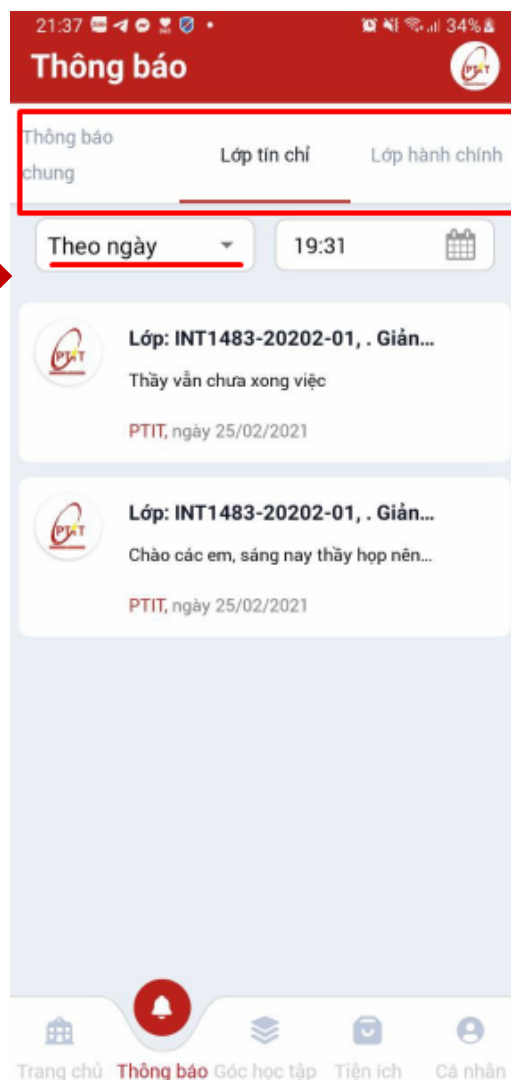 21:37
34%
Thông báo
PTIT
Thông báo
chung
Lớp tín chỉ
Lớp hành chính
Theo ngày
19:31
PTIT
Lớp: INT1483-20202-01, . Giản...
Thầy vẫn chưa xong việc
PTIT, ngày 25/02/2021
PTIT
Lớp: INT1483-20202-01, . Giản...
Chào các em, sáng nay thầy họp nên...
PTIT, ngày 25/02/2021
Trang chủ
Thông báo
Góc học tập
Tiện ích
Cá nhân